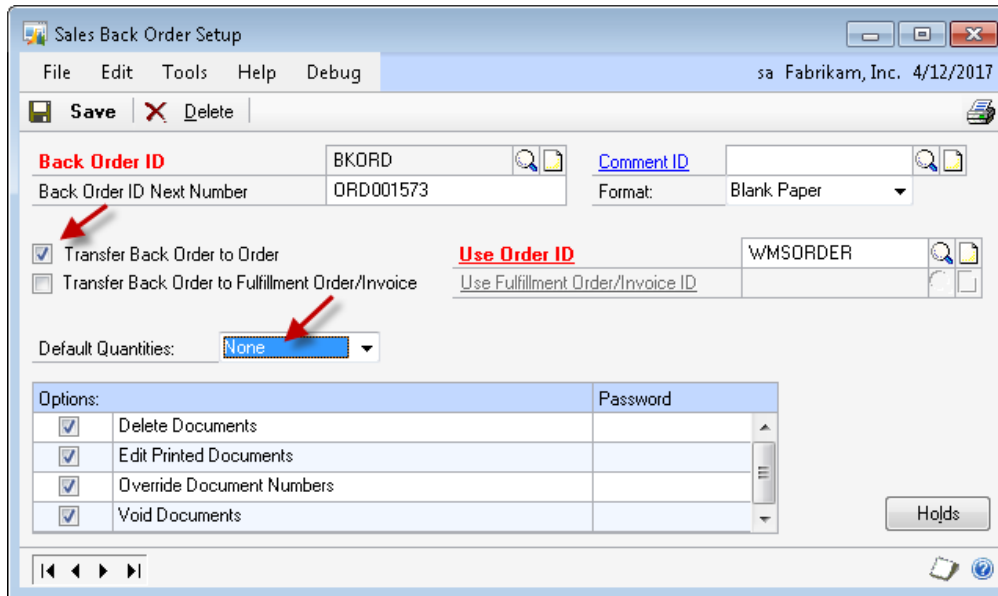 Sales Back Order Setup
File Edit Tools Help Debug sa Fabrikam, Inc. 4/12/2017
Save Delete
Back Order ID BKORD Comment ID
Back Order ID Next Number ORD001573 Format: Blank Paper
Transfer Back Order to Order Use Order ID WMSORDER
Transfer Back Order to Fulfillment Order/Invoice Use Fulfillment Order/Invoice ID
Default Quantities: None
Options: Password
Delete Documents
Edit Printed Documents
Override Document Numbers
Void Documents
Holds